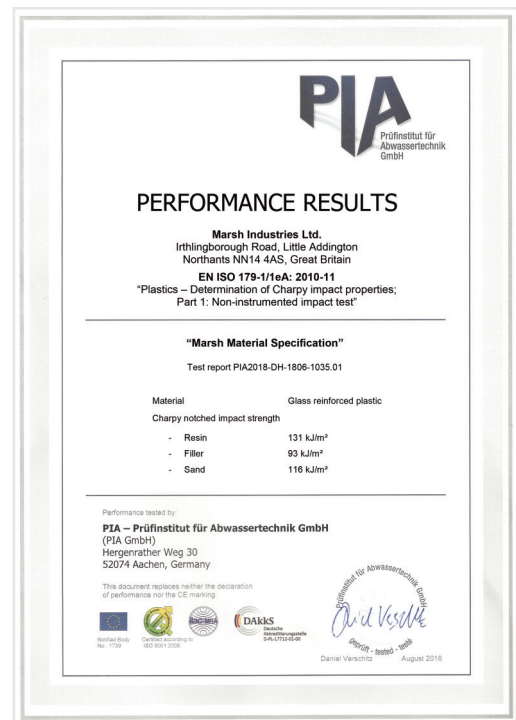 PIA
Prüfinstitut für
Abwassertechnik
GmbH
PERFORMANCE RESULTS
Marsh Industries Ltd.
Irthlingborough Road, Little Addington
Northants NN14 4AS, Great Britain
EN ISO 179-1/1eA: 2010-11
"Plastics – Determination of Charpy impact properties;
Part 1: Non-instrumented impact test"
"Marsh Material Specification"
Test report PIA2018-DH-1806-1035.01
Material Glass reinforced plastic
Charpy notched impact strength
- Resin 131 kJ/m²
- Filler 93 kJ/m²
- Sand 116 kJ/m²
Performance tested by:
PIA – Prüfinstitut für Abwassertechnik GmbH
(PIA GmbH)
Hergenrather Weg 30
52074 Aachen, Germany
This document replaces neither the declaration
of performance nor the CE marking.
Notified Body
No.: 1739
Certified according to
ISO 9001:2008
ilac-MRA
DAkkS
Deutsche
Akkreditierungsstelle
D-PL-17712-01-00
Prüfinstitut für Abwassertechnik GmbH
geprüft - tested - testé
Daniel Verschitz August 2018